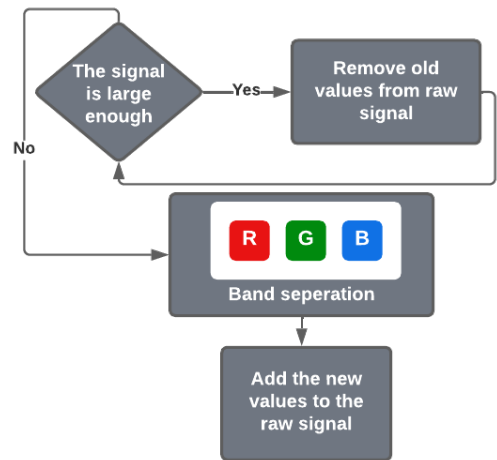 The signal
is large
enough
Yes
Remove old
values from raw
signal
No
R G B
Band seperation
Add the new
values to the
raw signal